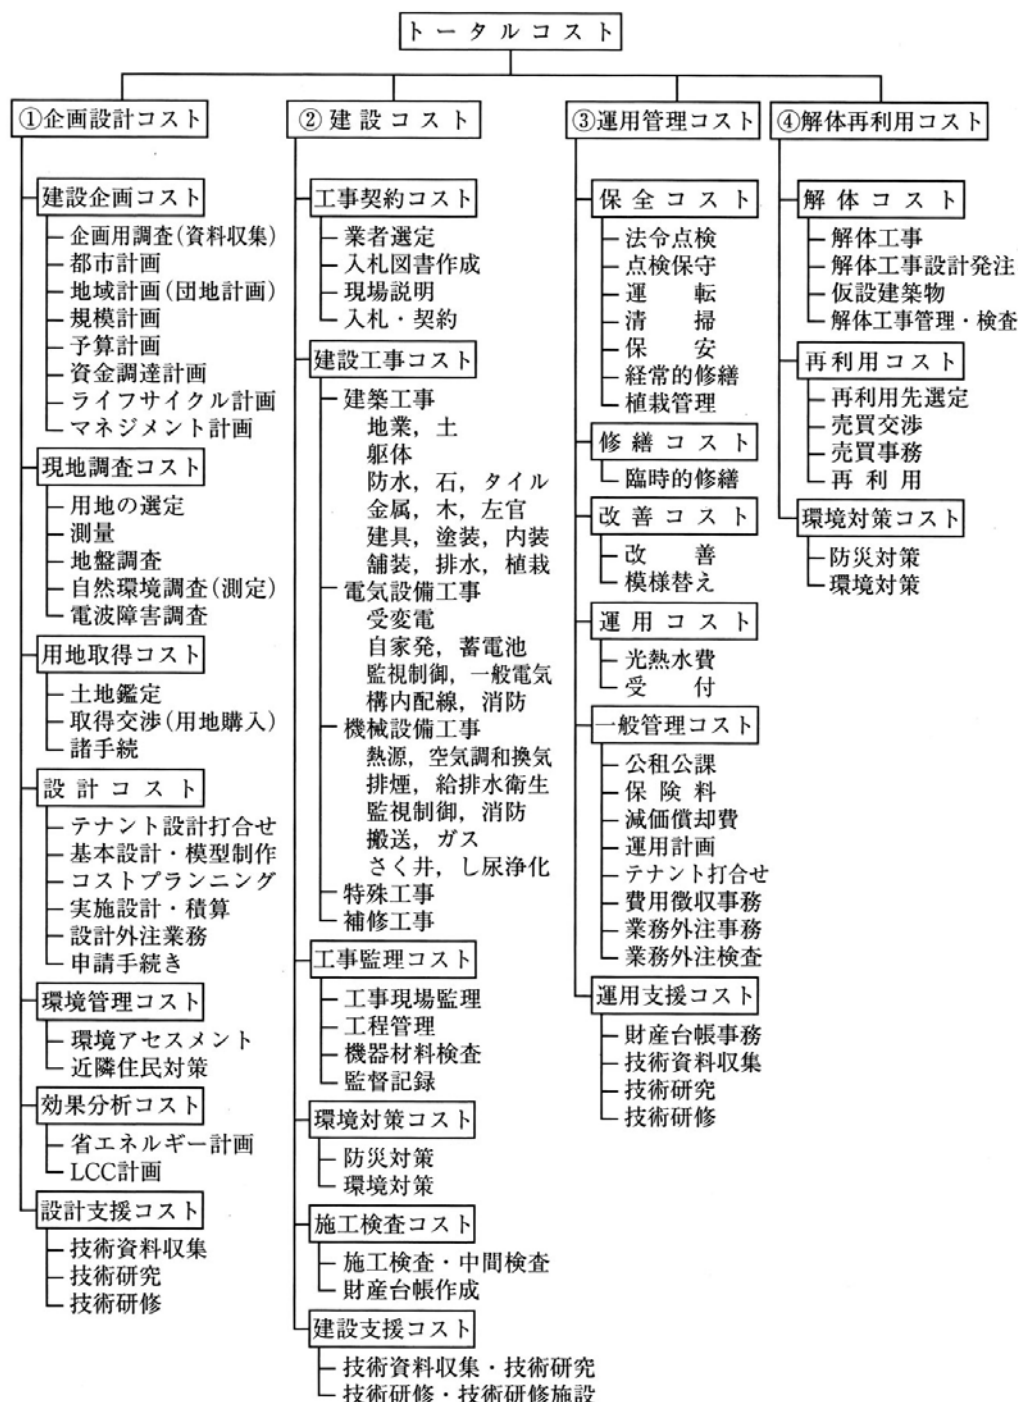 トータルコスト
①企画設計コスト
建設企画コスト
企画用調査(資料収集)
都市計画
地域計画(団地計画)
規模計画
予算計画
資金調達計画
ライフサイクル計画
マネジメント計画
現地調査コスト
用地の選定
測量
地盤調査
自然環境調査(測定)
電波障害調査
用地取得コスト
土地鑑定
取得交渉(用地購入)
諸手続
設計コスト
テナント設計打合せ
基本設計・模型制作
コストプランニング
実施設計・積算
設計外注業務
申請手続き
環境管理コスト
環境アセスメント
近隣住民対策
効果分析コスト
省エネルギー計画
LCC計画
設計支援コスト
技術資料収集
技術研究
技術研修
②建設コスト
工事契約コスト
業者選定
入札図書作成
現場説明
入札・契約
建設工事コスト
建築工事
地業,土
躯体
防水,石,タイル
金属,木,左官
建具,塗装,内装
舗装,排水,植栽
電気設備工事
受変電
自家発,蓄電池
監視制御,一般電気
構内配線,消防
機械設備工事
熱源,空気調和換気
排煙,給排水衛生
監視制御,消防
搬送,ガス
さく井,し尿浄化
特殊工事
補修工事
工事監理コスト
工事現場監理
工程管理
機器材料検査
監督記録
環境対策コスト
防災対策
環境対策
施工検査コスト
施工検査・中間検査
財産台帳作成
建設支援コスト
技術資料収集・技術研究
技術研修・技術研修施設
③運用管理コスト
保全コスト
法令点検
点検保守
運転
清掃
保安
経常的修繕
植栽管理
修繕コスト
臨時的修繕
改善コスト
改善
模様替え
運用コスト
光熱水費
受付
一般管理コスト
公租公課
保険料
減価償却費
運用計画
テナント打合せ
費用徴収事務
業務外注事務
業務外注検査
運用支援コスト
財産台帳事務
技術資料収集
技術研究
技術研修
④解体再利用コスト
解体コスト
解体工事
解体工事設計発注
仮設建築物
解体工事管理・検査
再利用コスト
再利用先選定
売買交渉
売買事務
再利用
環境対策コスト
防災対策
環境対策